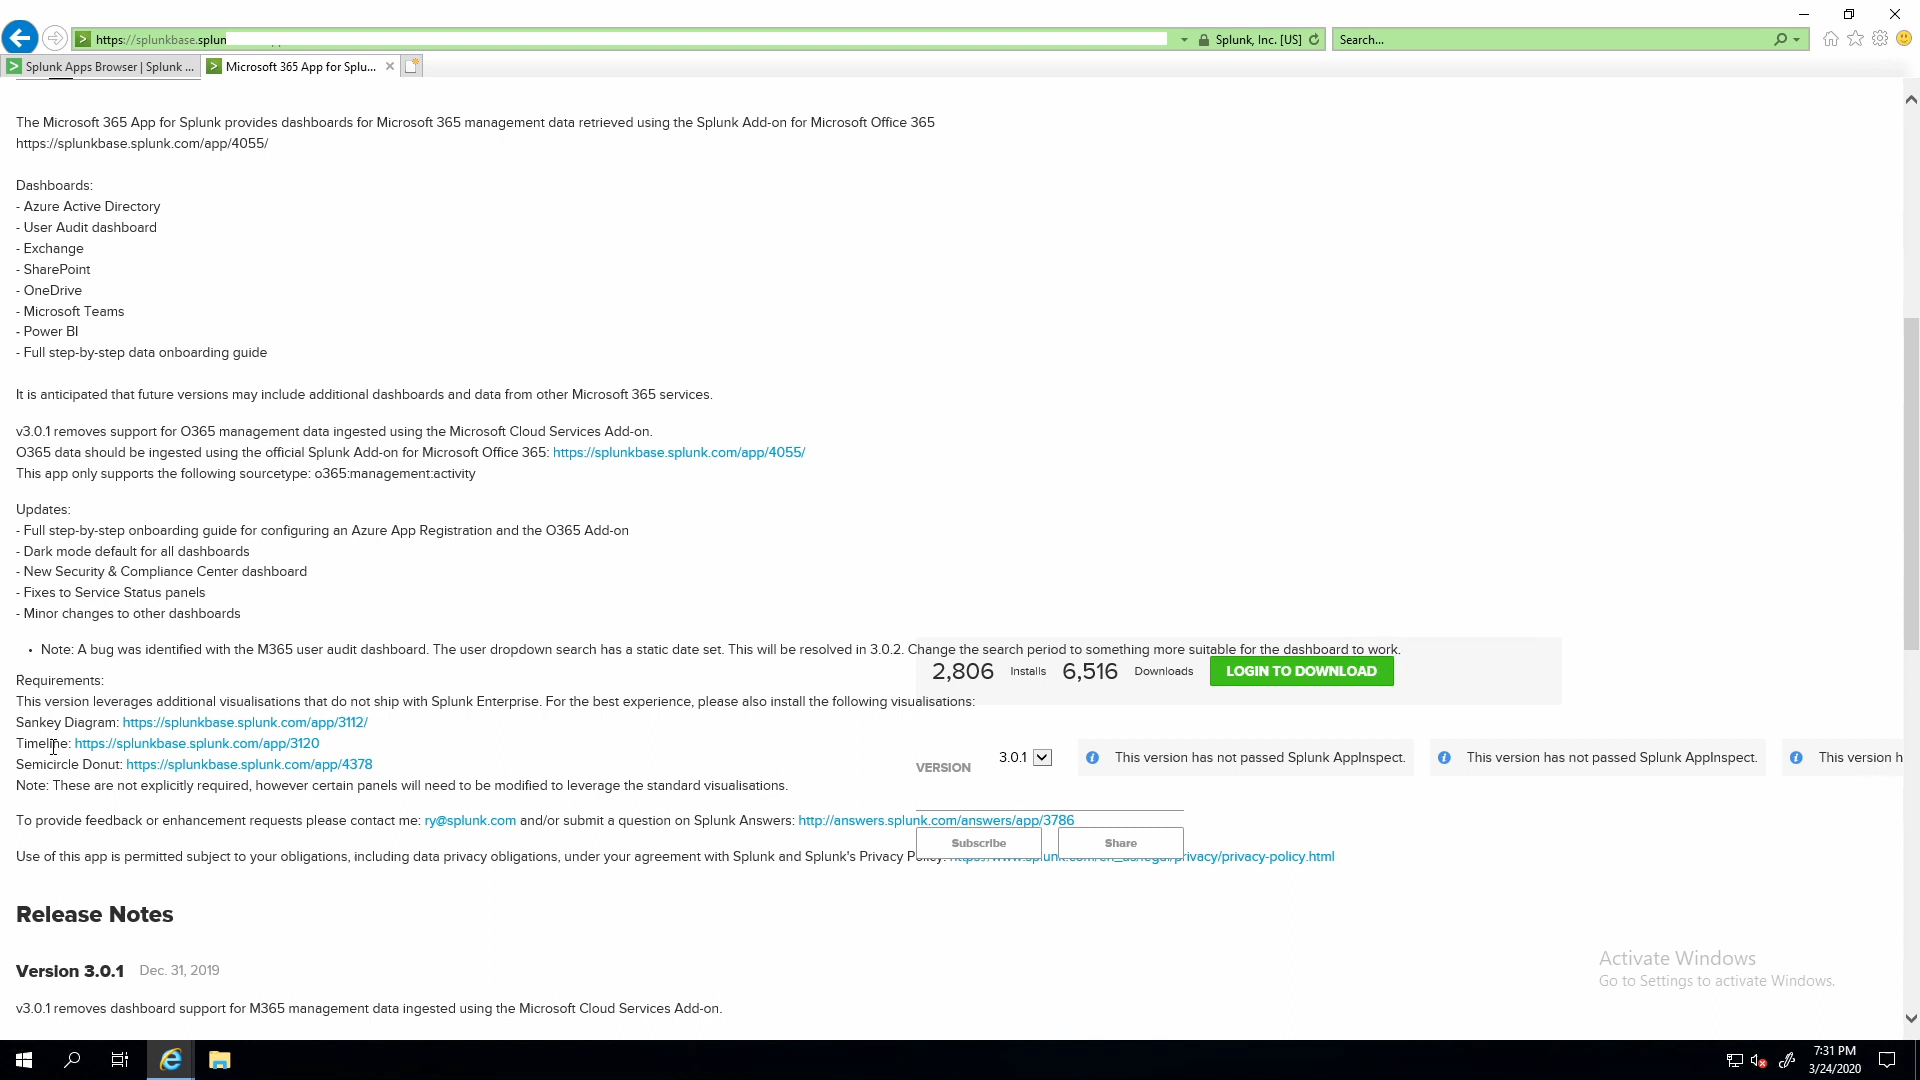 https://splunkbase.splun
Splunk, Inc. [US]
Search...
Splunk Apps Browser | Splunk ...
Microsoft 365 App for Splu...
The Microsoft 365 App for Splunk provides dashboards for Microsoft 365 management data retrieved using the Splunk Add-on for Microsoft Office 365
https://splunkbase.splunk.com/app/4055/
Dashboards:
- Azure Active Directory
- User Audit dashboard
- Exchange
- SharePoint
- OneDrive
- Microsoft Teams
- Power BI
- Full step-by-step data onboarding guide
It is anticipated that future versions may include additional dashboards and data from other Microsoft 365 services.
v3.0.1 removes support for O365 management data ingested using the Microsoft Cloud Services Add-on.
O365 data should be ingested using the official Splunk Add-on for Microsoft Office 365: https://splunkbase.splunk.com/app/4055/
This app only supports the following sourcetype: o365:management:activity
Updates:
- Full step-by-step onboarding guide for configuring an Azure App Registration and the O365 Add-on
- Dark mode default for all dashboards
- New Security & Compliance Center dashboard
- Fixes to Service Status panels
- Minor changes to other dashboards
• Note: A bug was identified with the M365 user audit dashboard. The user dropdown search has a static date set. This will be resolved in 3.0.2. Change the search period to something more suitable for the dashboard to work.
2,806 Installs 6,516 Downloads LOGIN TO DOWNLOAD
Requirements:
This version leverages additional visualisations that do not ship with Splunk Enterprise. For the best experience, please also install the following visualisations:
Sankey Diagram: https://splunkbase.splunk.com/app/3112/
Timeline: https://splunkbase.splunk.com/app/3120
Semicircle Donut: https://splunkbase.splunk.com/app/4378
VERSION 3.0.1 This version has not passed Splunk AppInspect. This version has not passed Splunk AppInspect. This version h
Note: These are not explicitly required, however certain panels will need to be modified to leverage the standard visualisations.
To provide feedback or enhancement requests please contact me: ry@splunk.com and/or submit a question on Splunk Answers: http://answers.splunk.com/answers/app/3786
Subscribe Share
Use of this app is permitted subject to your obligations, including data privacy obligations, under your agreement with Splunk and Splunk's Privacy Policy: https://www.splunk.com/en_us/legal/privacy/privacy-policy.html
Release Notes
Version 3.0.1 Dec. 31, 2019
v3.0.1 removes dashboard support for M365 management data ingested using the Microsoft Cloud Services Add-on.
Activate Windows
Go to Settings to activate Windows.
7:31 PM
3/24/2020